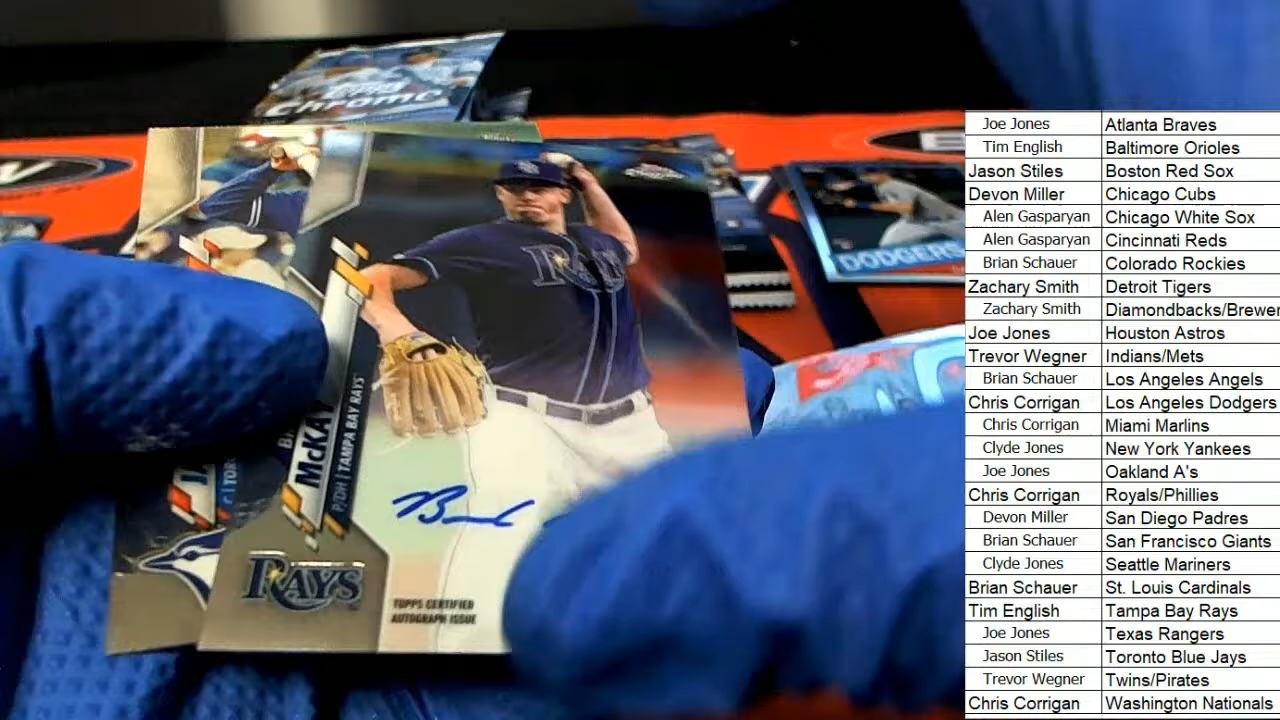 Chrome
DODGERS
RAYS
McKAY
P/DH | TAMPA BAY RAYS
RAYS
TOPPS CERTIFIED
AUTOGRAPH ISSUE
Joe Jones Atlanta Braves
Tim English Baltimore Orioles
Jason Stiles Boston Red Sox
Devon Miller Chicago Cubs
Alen Gasparyan Chicago White Sox
Alen Gasparyan Cincinnati Reds
Brian Schauer Colorado Rockies
Zachary Smith Detroit Tigers
Zachary Smith Diamondbacks/Brewer
Joe Jones Houston Astros
Trevor Wegner Indians/Mets
Brian Schauer Los Angeles Angels
Chris Corrigan Los Angeles Dodgers
Chris Corrigan Miami Marlins
Clyde Jones New York Yankees
Joe Jones Oakland A's
Chris Corrigan Royals/Phillies
Devon Miller San Diego Padres
Brian Schauer San Francisco Giants
Clyde Jones Seattle Mariners
Brian Schauer St. Louis Cardinals
Tim English Tampa Bay Rays
Joe Jones Texas Rangers
Jason Stiles Toronto Blue Jays
Trevor Wegner Twins/Pirates
Chris Corrigan Washington Nationals